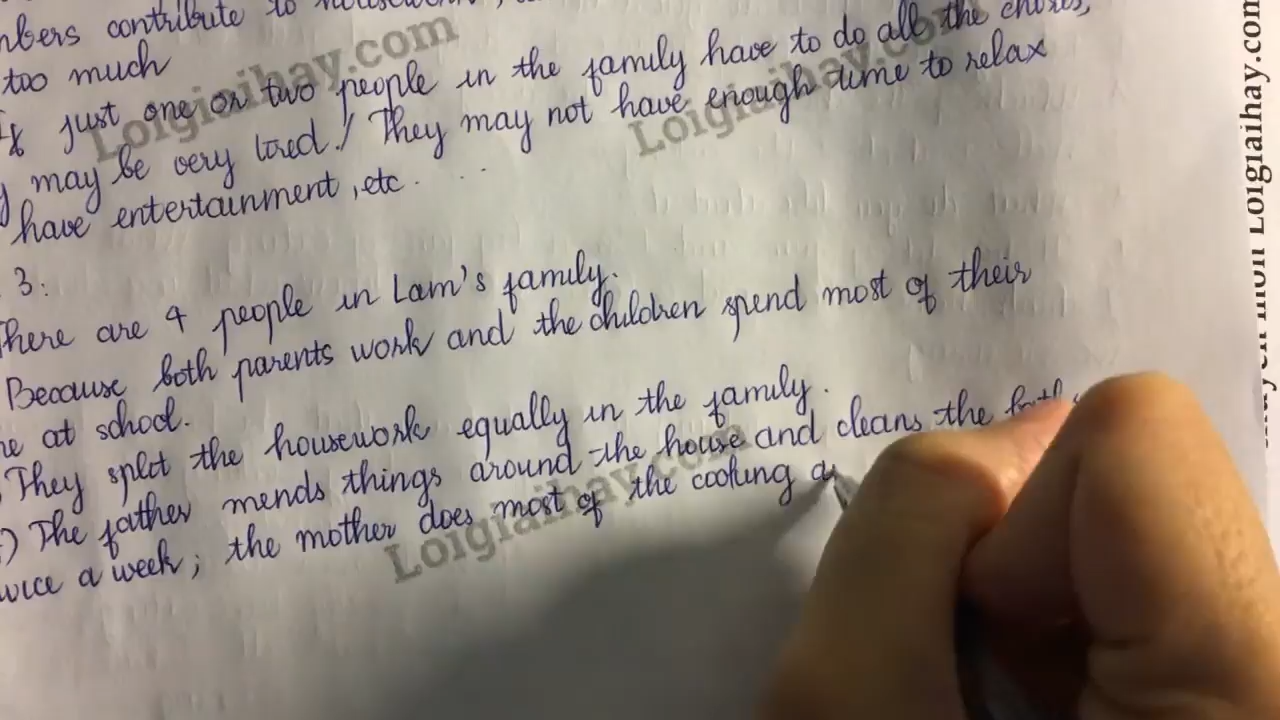 contribute to
too much
just one or two people in the family have to do all the chores,
may be very tired. / They may not have enough time to relax
have entertainment, etc. ...
3:
There are 4 people in Lam's family.
Because both parents work and the children spend most of their
at school.
They split the housework equally in the family.
) The father mends things around the house and cleans the
a week; the mother does most of the cooking
Loigiaihay.com
Loigiaihay.com
Loigiaihay.com
Loigiaihay.com